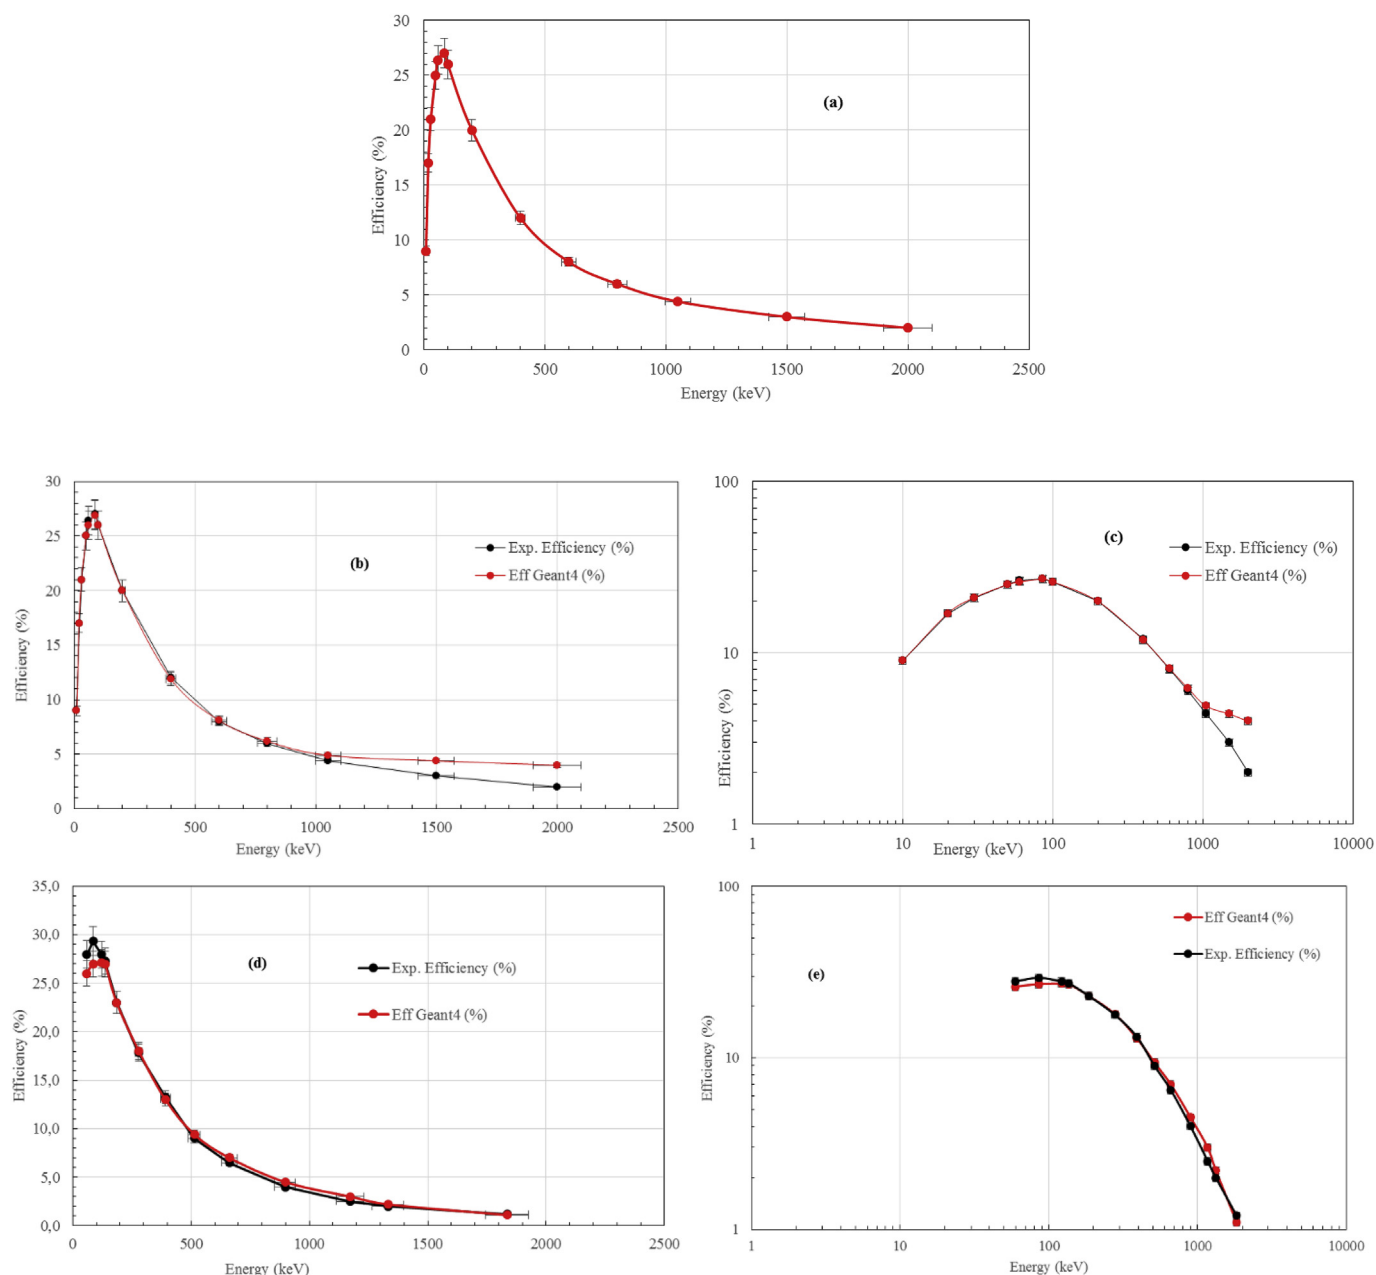 30
25
20
15
10
5
0
Efficiency (%)
(a)
0 500 1000 1500 2000 2500
Energy (keV)
30
25
20
15
10
5
0
Efficiency (%)
(b)
Exp. Efficiency (%)
Eff Geant4 (%)
0 500 1000 1500 2000 2500
Energy (keV)
100
10
1
Efficiency (%)
(c)
Exp. Efficiency (%)
Eff Geant4 (%)
1 10 100 1000 10000
Energy (keV)
35,0
30,0
25,0
20,0
15,0
10,0
5,0
0,0
Efficiency (%)
(d)
Exp. Efficiency (%)
Eff Geant4 (%)
0 500 1000 1500 2000 2500
Energy (keV)
100
10
1
Efficiency (%)
(e)
Eff Geant4 (%)
Exp. Efficiency (%)
1 10 100 1000 10000
Energy (keV)